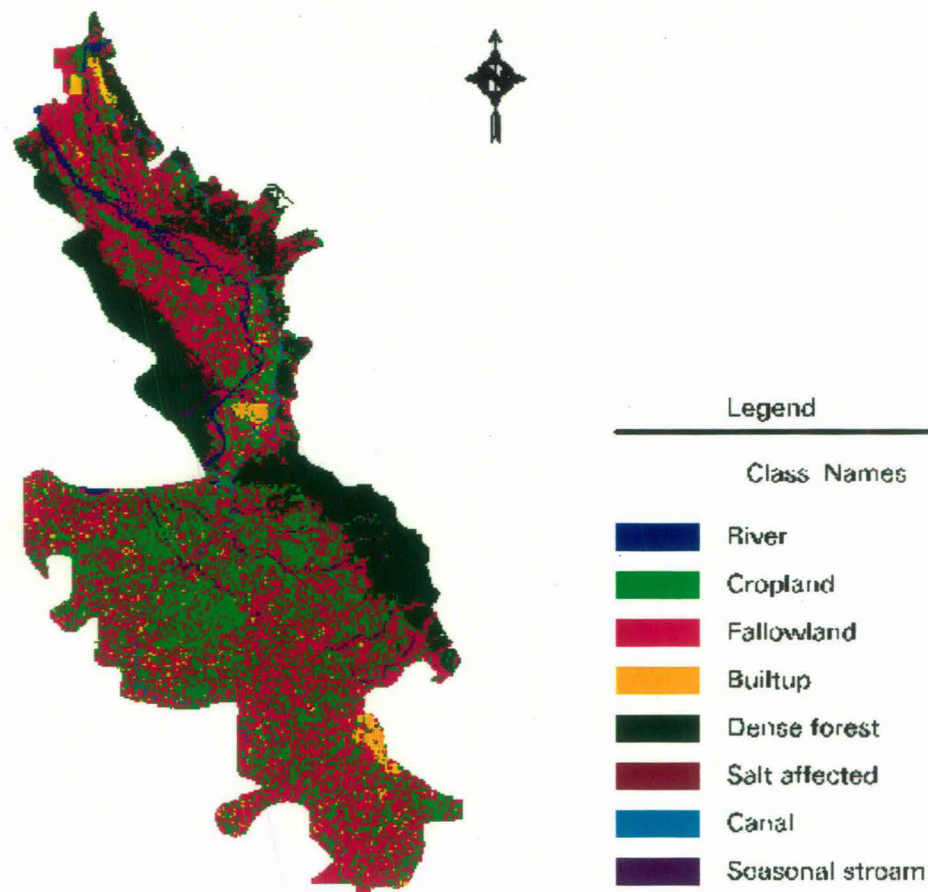 N
Legend
Class Names
River
Cropland
Fallowland
Builtup
Dense forest
Salt affected
Canal
Seasonal stream